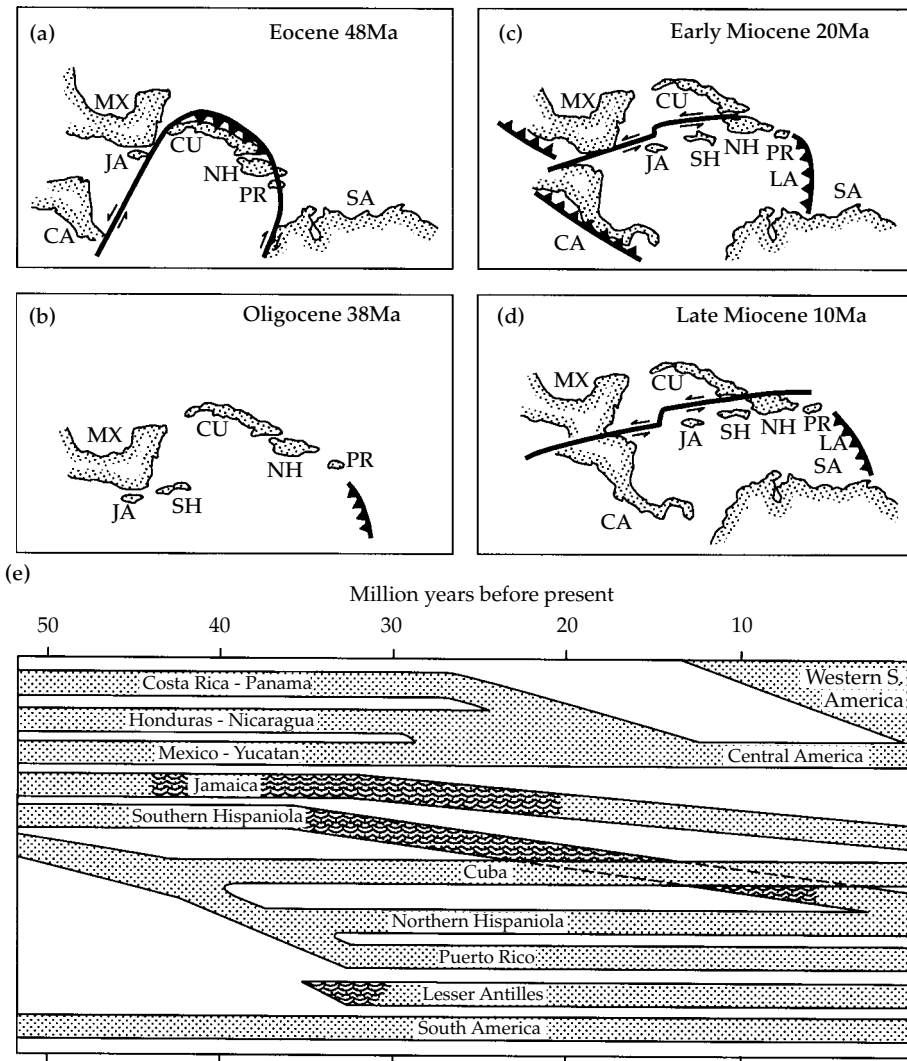 (a)
Eocene 48Ma
MX
JA
CU
NH
PR
SA
CA
(c)
Early Miocene 20Ma
MX
CU
JA
SH
NH
PR
LA
SA
CA
(b)
Oligocene 38Ma
MX
CU
NH
PR
JA
SH
(d)
Late Miocene 10Ma
MX
CU
JA
SH
NH
PR
LA
SA
CA
(e)
Million years before present
50 40 30 20 10
Costa Rica - Panama
Western S,
America
Honduras - Nicaragua
Mexico - Yucatan
Central America
Jamaica
Southern Hispaniola
Cuba
Northern Hispaniola
Puerto Rico
Lesser Antilles
South America